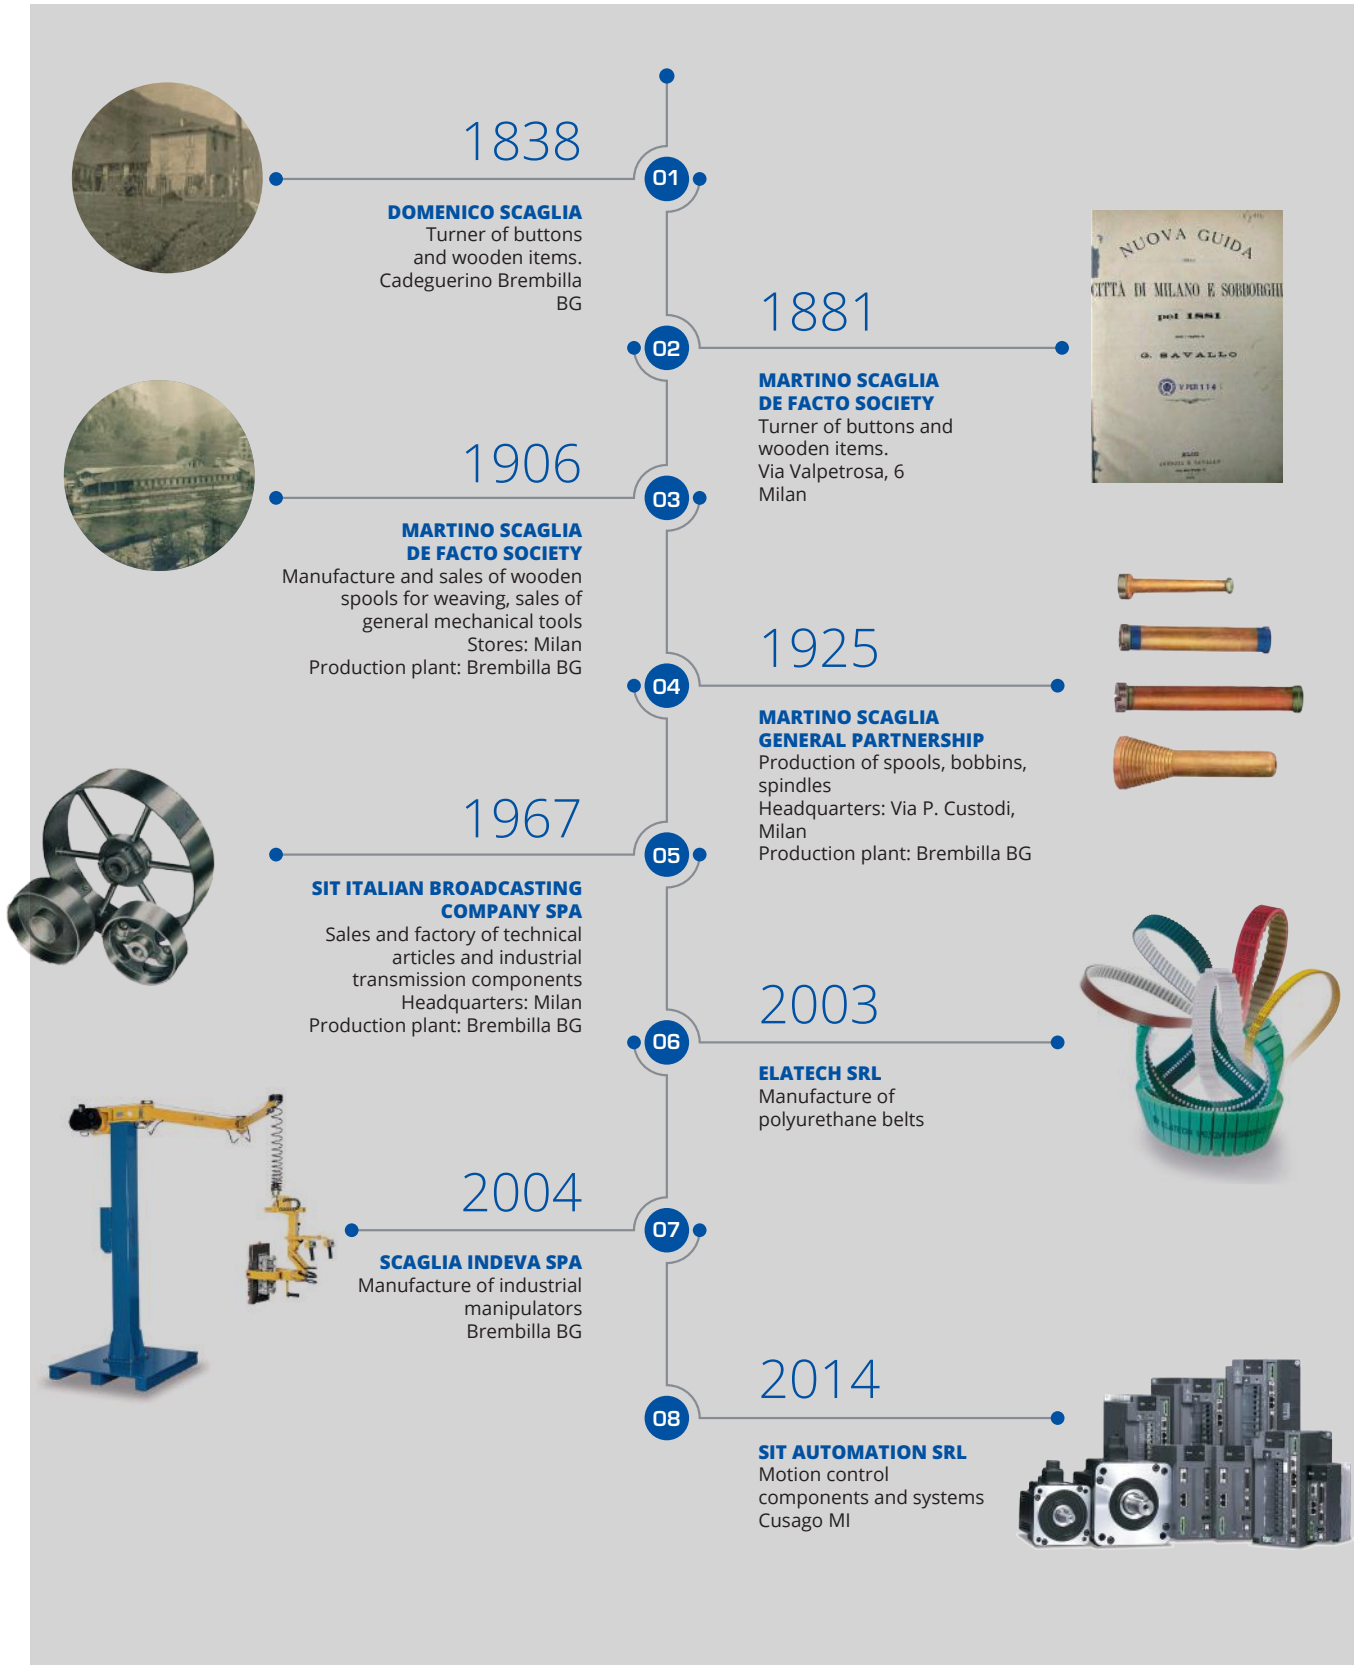 1838
01
DOMENICO SCAGLIA
Turner of buttons
and wooden items.
Cadeguerino Brembilla
BG
NUOVA GUIDA
CITTÀ DI MILANO E SOBBORGHI
pel 1881
G. SAVALLO
1881
02
MARTINO SCAGLIA
DE FACTO SOCIETY
Turner of buttons and
wooden items.
Via Valpetrosa, 6
Milan
1906
03
MARTINO SCAGLIA
DE FACTO SOCIETY
Manufacture and sales of wooden
spools for weaving, sales of
general mechanical tools
Stores: Milan
Production plant: Brembilla BG
1925
04
MARTINO SCAGLIA
GENERAL PARTNERSHIP
Production of spools, bobbins,
spindles
Headquarters: Via P. Custodi,
Milan
Production plant: Brembilla BG
1967
05
SIT ITALIAN BROADCASTING
COMPANY SPA
Sales and factory of technical
articles and industrial
transmission components
Headquarters: Milan
Production plant: Brembilla BG
2003
06
ELATECH SRL
Manufacture of
polyurethane belts
ELATECH
2004
07
SCAGLIA INDEVA SPA
Manufacture of industrial
manipulators
Brembilla BG
2014
08
SIT AUTOMATION SRL
Motion control
components and systems
Cusago MI